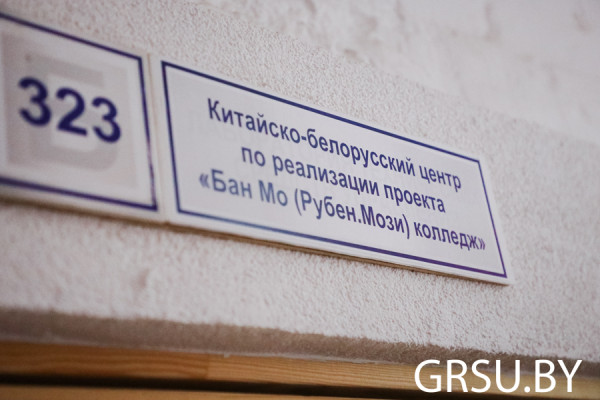 323
Китайско-белорусский центр
по реализации проекта
«Бан Мо (Рубен.Мози) колледж»
GRSU.BY